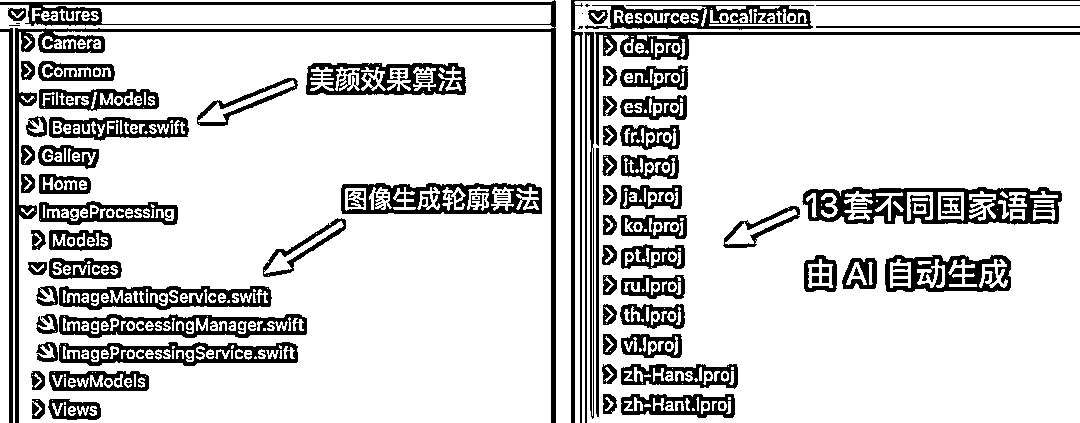 Features
Camera
Common
Filters/Models
BeautyFilter.swift
Gallery
Home
ImageProcessing
Models
Services
ImageMattingService.swift
ImageProcessingManager.swift
ImageProcessingService.swift
ViewModels
Views
美颜效果算法
图像生成轮廓算法
Resources/Localization
de.lproj
en.lproj
es.lproj
fr.lproj
it.lproj
ja.lproj
ko.lproj
pt.lproj
ru.lproj
th.lproj
vi.lproj
zh-Hans.lproj
zh-Hant.lproj
13套不同国家语言
由 AI 自动生成